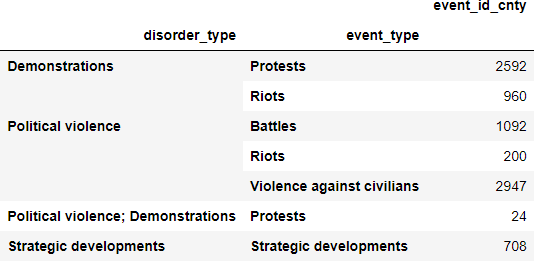 event_id_cnty
disorder_type event_type
Demonstrations Protests 2592
Riots 960
Political violence Battles 1092
Riots 200
Violence against civilians 2947
Political violence; Demonstrations Protests 24
Strategic developments Strategic developments 708